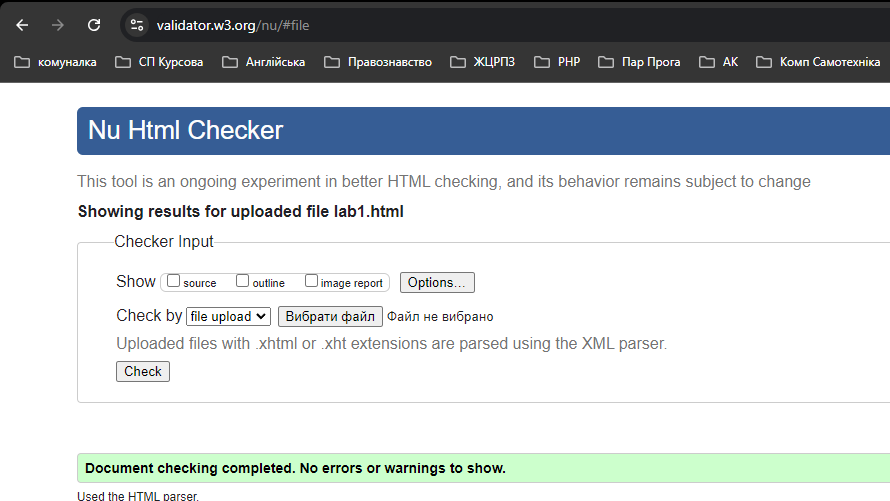 validator.w3.org/nu/#file
комуналка СП Курсова Англійська Правознавство ЖЦРПЗ PHP Пар Прога АК Комп Самотехніка
Nu Html Checker
This tool is an ongoing experiment in better HTML checking, and its behavior remains subject to change
Showing results for uploaded file lab1.html
Checker Input
Show source outline image report Options...
Check by file upload Вибрати файл Файл не вибрано
Uploaded files with .xhtml or .xht extensions are parsed using the XML parser.
Check
Document checking completed. No errors or warnings to show.
Used the HTML parser.